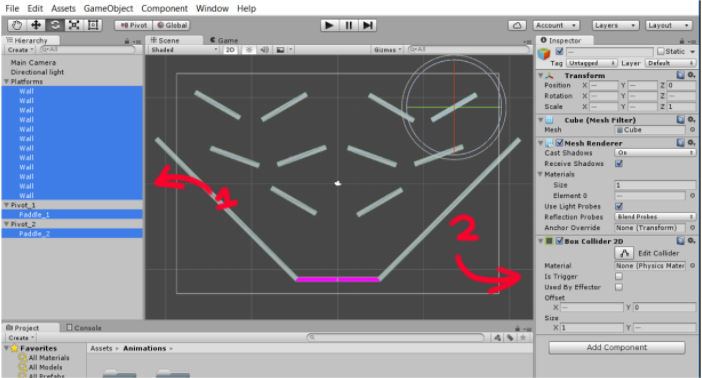 File Edit Assets GameObject Component Window Help
Pivot Global Account Layers Layout
Hierarchy
Create All
Main Camera
Directional light
Platforms
Wall
Wall
Wall
Wall
Wall
Wall
Wall
Wall
Wall
Wall
Pivot_1
Paddle_1
Pivot_2
Paddle_2
Scene Game
Shaded 2D Gizmos All
1
2
Inspector
— Static
Tag Untagged Layer Default
Transform
Position X — Y — Z 0
Rotation X — Y — Z —
Scale X — Y — Z 1
Cube (Mesh Filter)
Mesh Cube
Mesh Renderer
Cast Shadows On
Receive Shadows
Materials
Size 1
Element 0 —
Use Light Probes
Reflection Probes Blend Probes
Anchor Override None (Transform)
Box Collider 2D
Edit Collider
Material None (Physics Mater
Is Trigger
Used By Effector
Offset
X — Y 0
Size
X 1 Y —
Add Component
Project Console
Create
Favorites
All Materials
All Models
All Prefabs
Assets Animations